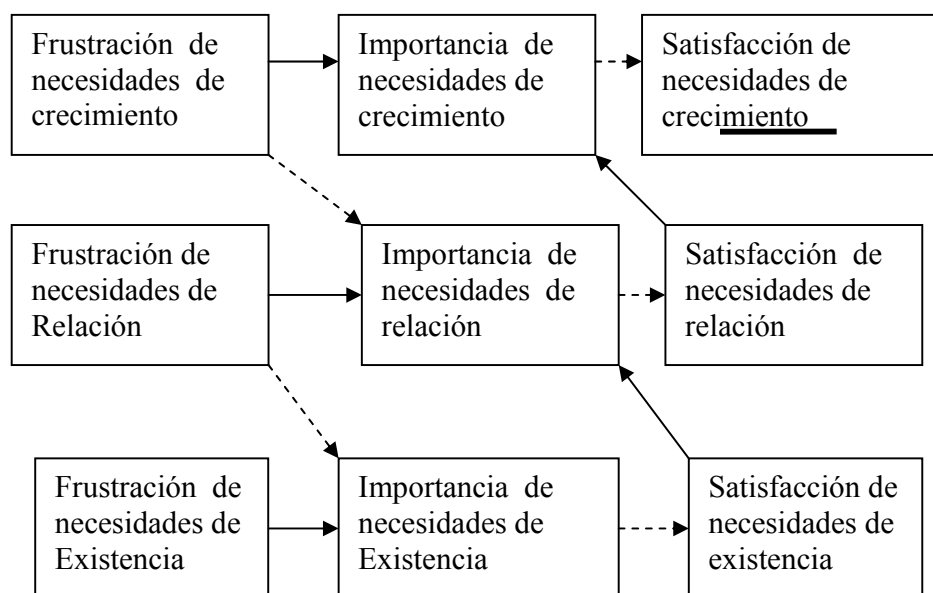 Frustración de
necesidades de
crecimiento
Importancia de
necesidades de
crecimiento
Satisfacción de
necesidades de
crecimiento
Frustración de
necesidades de
Relación
Importancia de
necesidades de
relación
Satisfacción de
necesidades de
relación
Frustración de
necesidades de
Existencia
Importancia de
necesidades de
Existencia
Satisfacción de
necesidades de
existencia